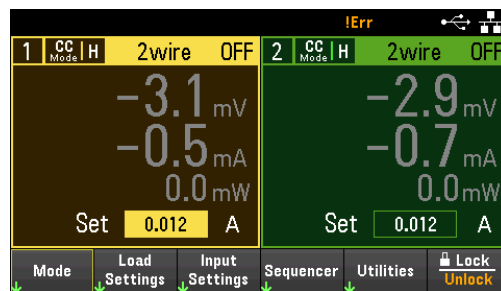 !Err
1 CC Mode H 2wire OFF 2 CC Mode H 2wire OFF
−3.1 mV −2.9 mV
−0.5 mA −0.7 mA
0.0 mW 0.0 mW
Set 0.012 A Set 0.012 A
Mode Load Settings Input Settings Sequencer Utilities Lock Unlock